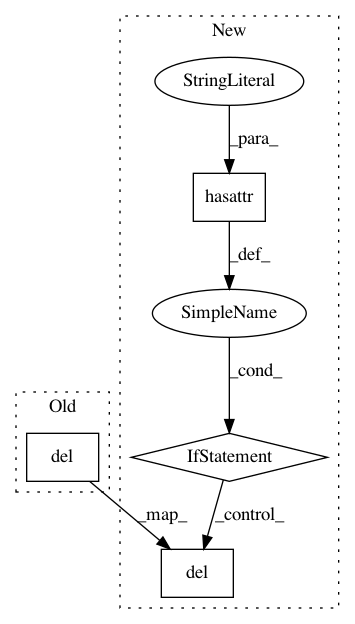 New
StringLiteral
_para_
hasattr
_def_
SimpleName
_cond_
Old
del
IfStatement
_map_
_control_
del